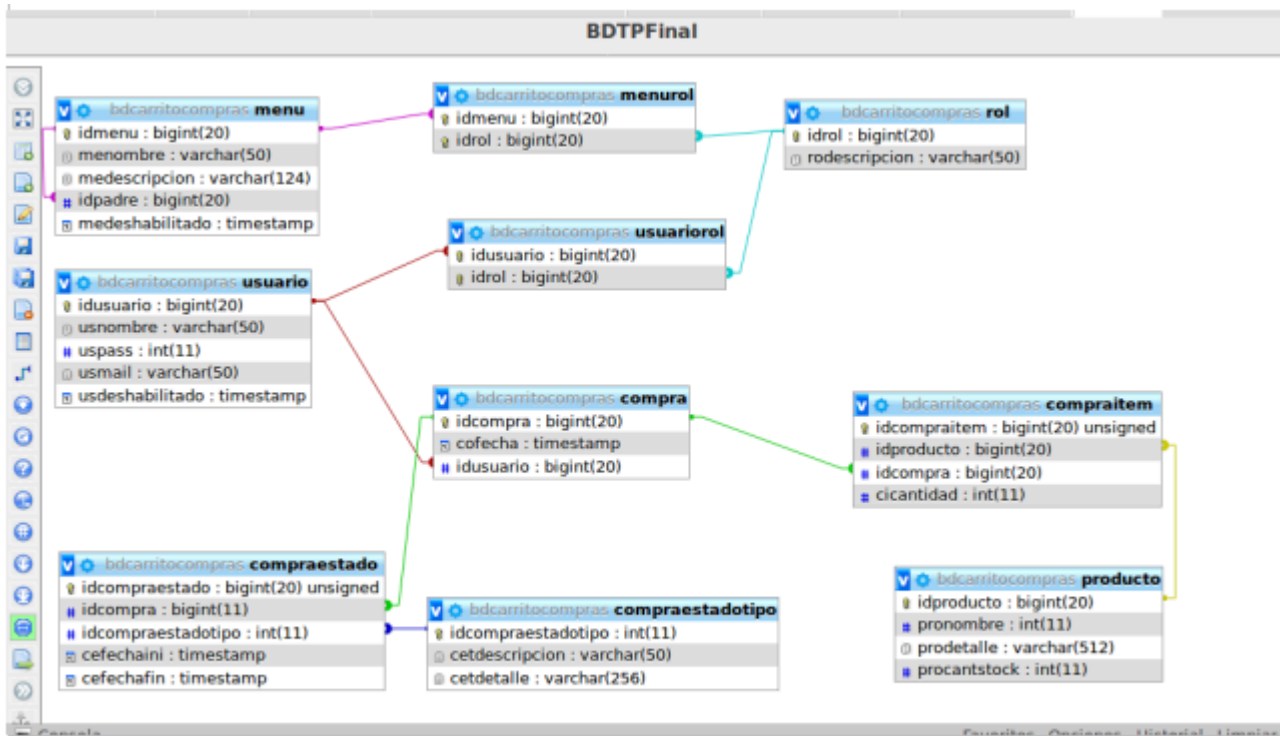 BDTPFinal
bdcarritocompras menu
idmenu : bigint(20)
menombre : varchar(50)
medescripcion : varchar(124)
idpadre : bigint(20)
medeshabilitado : timestamp
bdcarritocompras menurol
idmenu : bigint(20)
idrol : bigint(20)
bdcarritocompras rol
idrol : bigint(20)
rodescripcion : varchar(50)
bdcarritocompras usuariorol
idusuario : bigint(20)
idrol : bigint(20)
bdcarritocompras usuario
idusuario : bigint(20)
usnombre : varchar(50)
uspass : int(11)
usmail : varchar(50)
usdeshabilitado : timestamp
bdcarritocompras compra
idcompra : bigint(20)
cofecha : timestamp
idusuario : bigint(20)
bdcarritocompras compraitem
idcompraitem : bigint(20) unsigned
idproducto : bigint(20)
idcompra : bigint(20)
cicantidad : int(11)
bdcarritocompras compraestado
idcompraestado : bigint(20) unsigned
idcompra : bigint(11)
idcompraestadotipo : int(11)
cefechaini : timestamp
cefechafin : timestamp
bdcarritocompras compraestadotipo
idcompraestadotipo : int(11)
cetdescripcion : varchar(50)
cetdetalle : varchar(256)
bdcarritocompras producto
idproducto : bigint(20)
pronombre : int(11)
prodetalle : varchar(512)
procantstock : int(11)
Consola
Favoritos Opciones Historial Limpiar